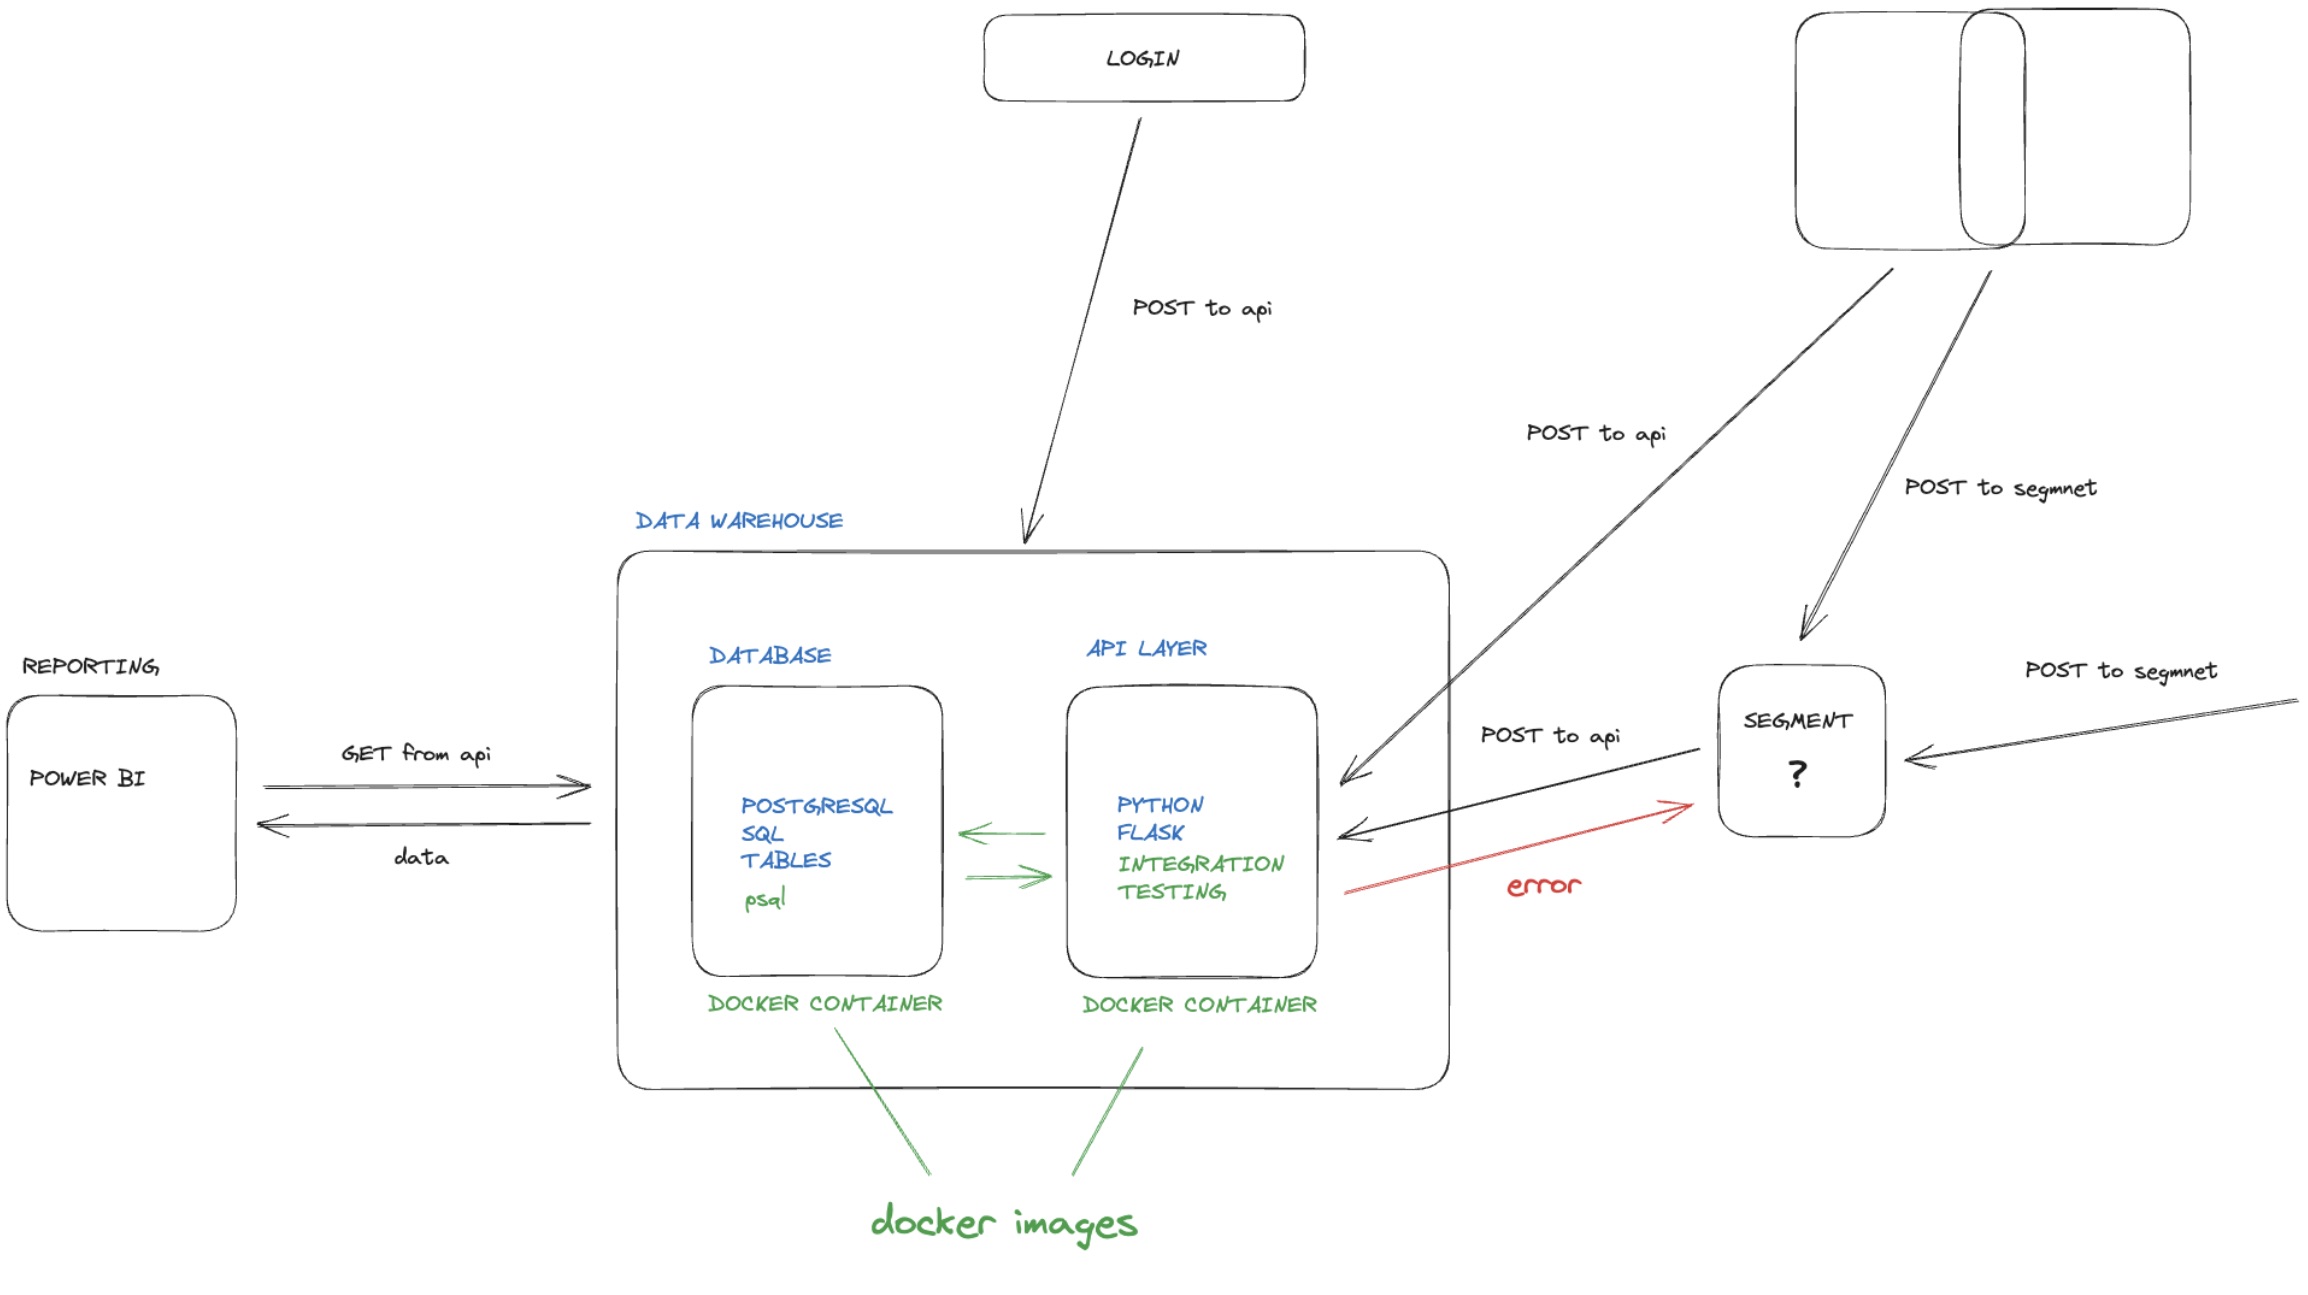 LOGIN
POST to api
POST to api
POST to segmnet
DATA WAREHOUSE
REPORTING
POWER BI
GET from api
data
DATABASE
POSTGRESQL
SQL
TABLES
psql
DOCKER CONTAINER
API LAYER
PYTHON
FLASK
INTEGRATION
TESTING
DOCKER CONTAINER
POST to api
error
SEGMENT
?
POST to segmnet
docker images